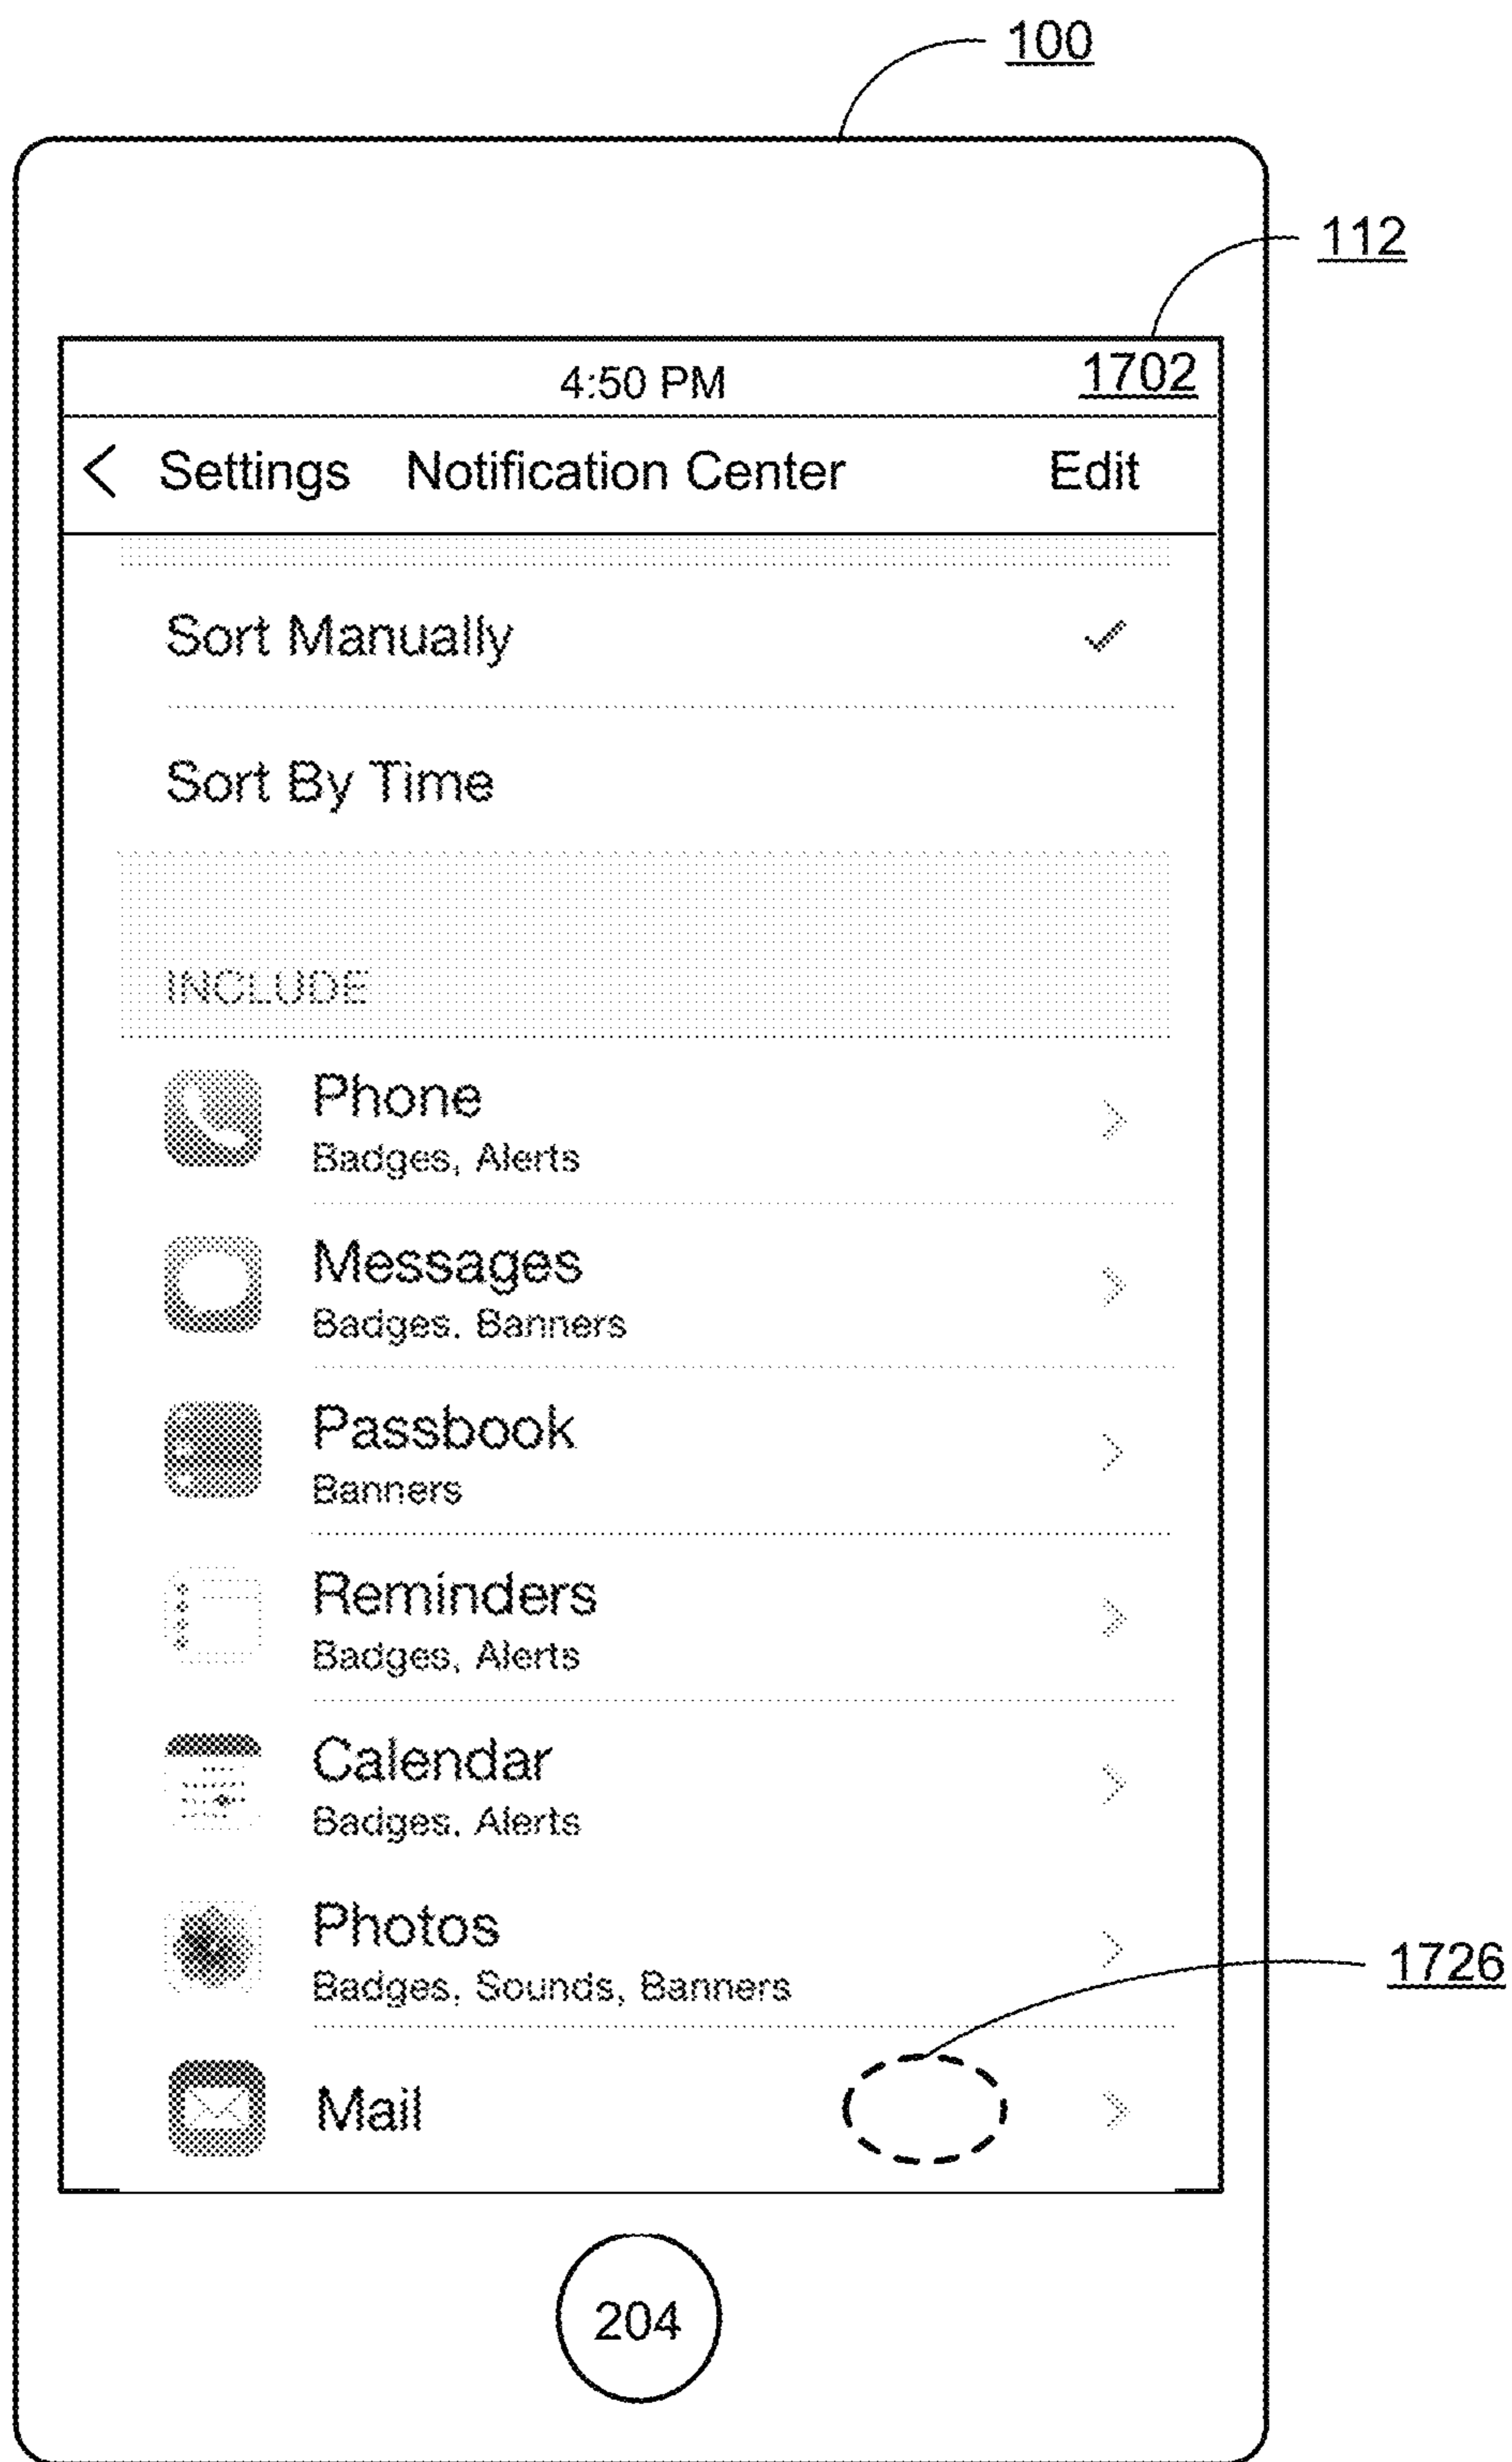 100
112
4:50 PM 1702
< Settings Notification Center Edit
Sort Manually
Sort By Time
INCLUDE
Phone
Badges, Alerts
Messages
Badges, Banners
Passbook
Banners
Reminders
Badges, Alerts
Calendar
Badges, Alerts
Photos
Badges, Sounds, Banners
1726
Mail
204